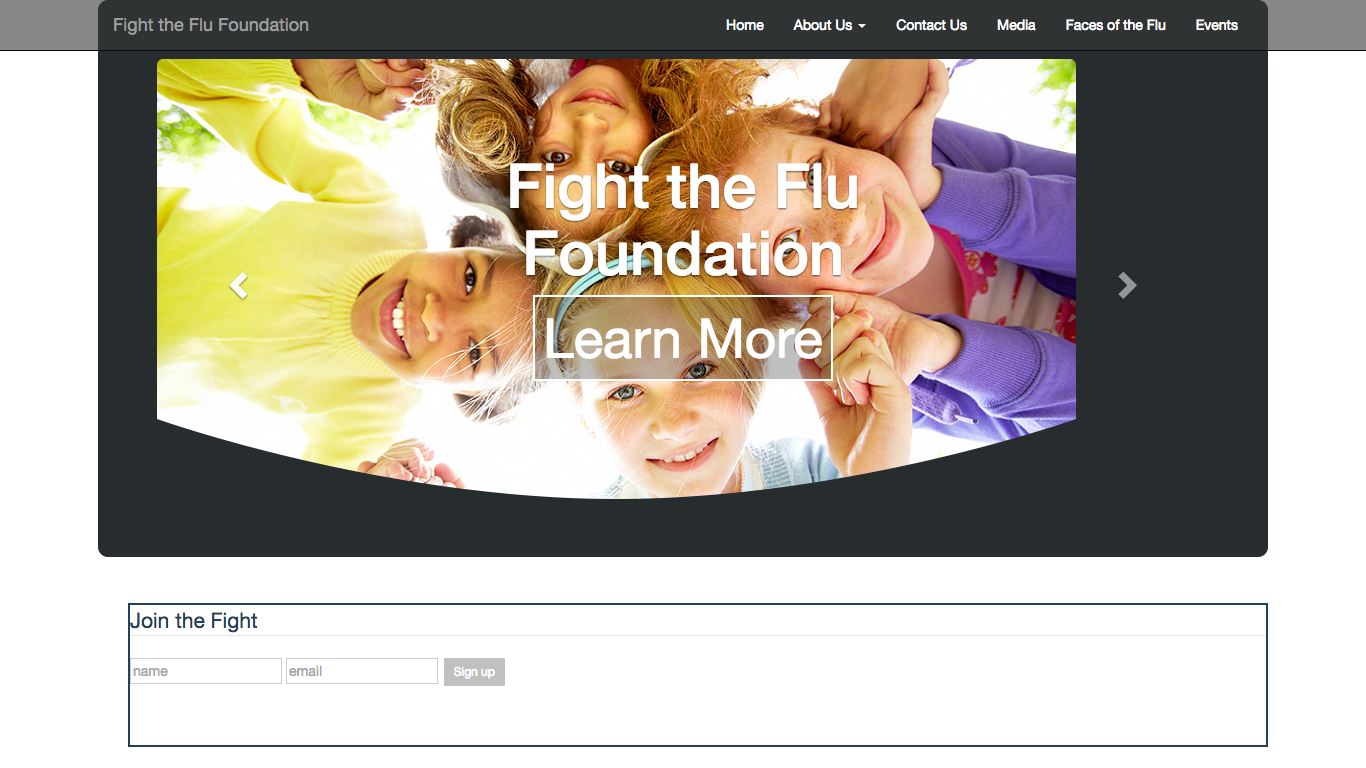 Fight the Flu Foundation
Home About Us Contact Us Media Faces of the Flu Events
Fight the Flu
Foundation
Learn More
Join the Fight
name email Sign up